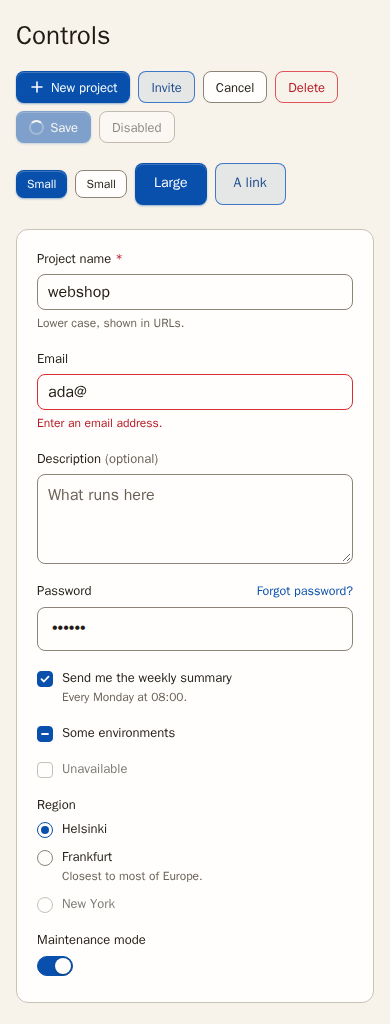 Controls
New project Invite Cancel Delete
Save Disabled
Small Small Large A link
Project name *
webshop
Lower case, shown in URLs.
Email
ada@
Enter an email address.
Description (optional)
What runs here
Password Forgot password?
••••••
Send me the weekly summary
Every Monday at 08:00.
Some environments
Unavailable
Region
Helsinki
Frankfurt
Closest to most of Europe.
New York
Maintenance mode